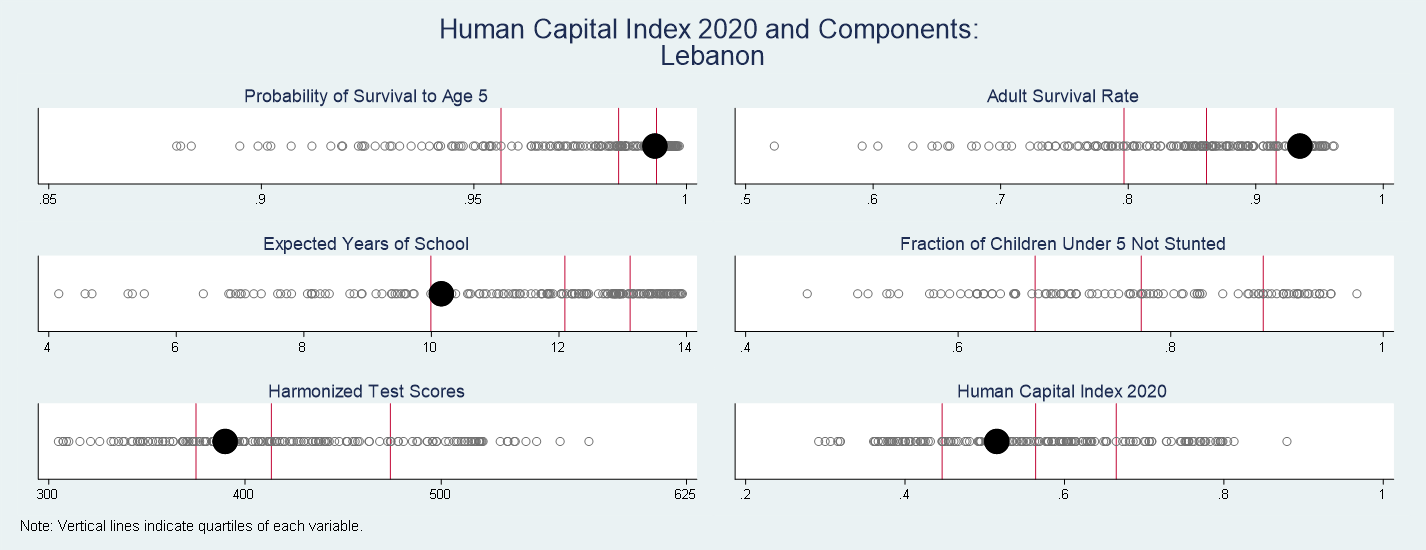 Human Capital Index 2020 and Components:
Lebanon
Probability of Survival to Age 5
.85 .9 .95 1
Adult Survival Rate
.5 .6 .7 .8 .9 1
Expected Years of School
4 6 8 10 12 14
Fraction of Children Under 5 Not Stunted
.4 .6 .8 1
Harmonized Test Scores
300 400 500 625
Human Capital Index 2020
.2 .4 .6 .8 1
Note: Vertical lines indicate quartiles of each variable.